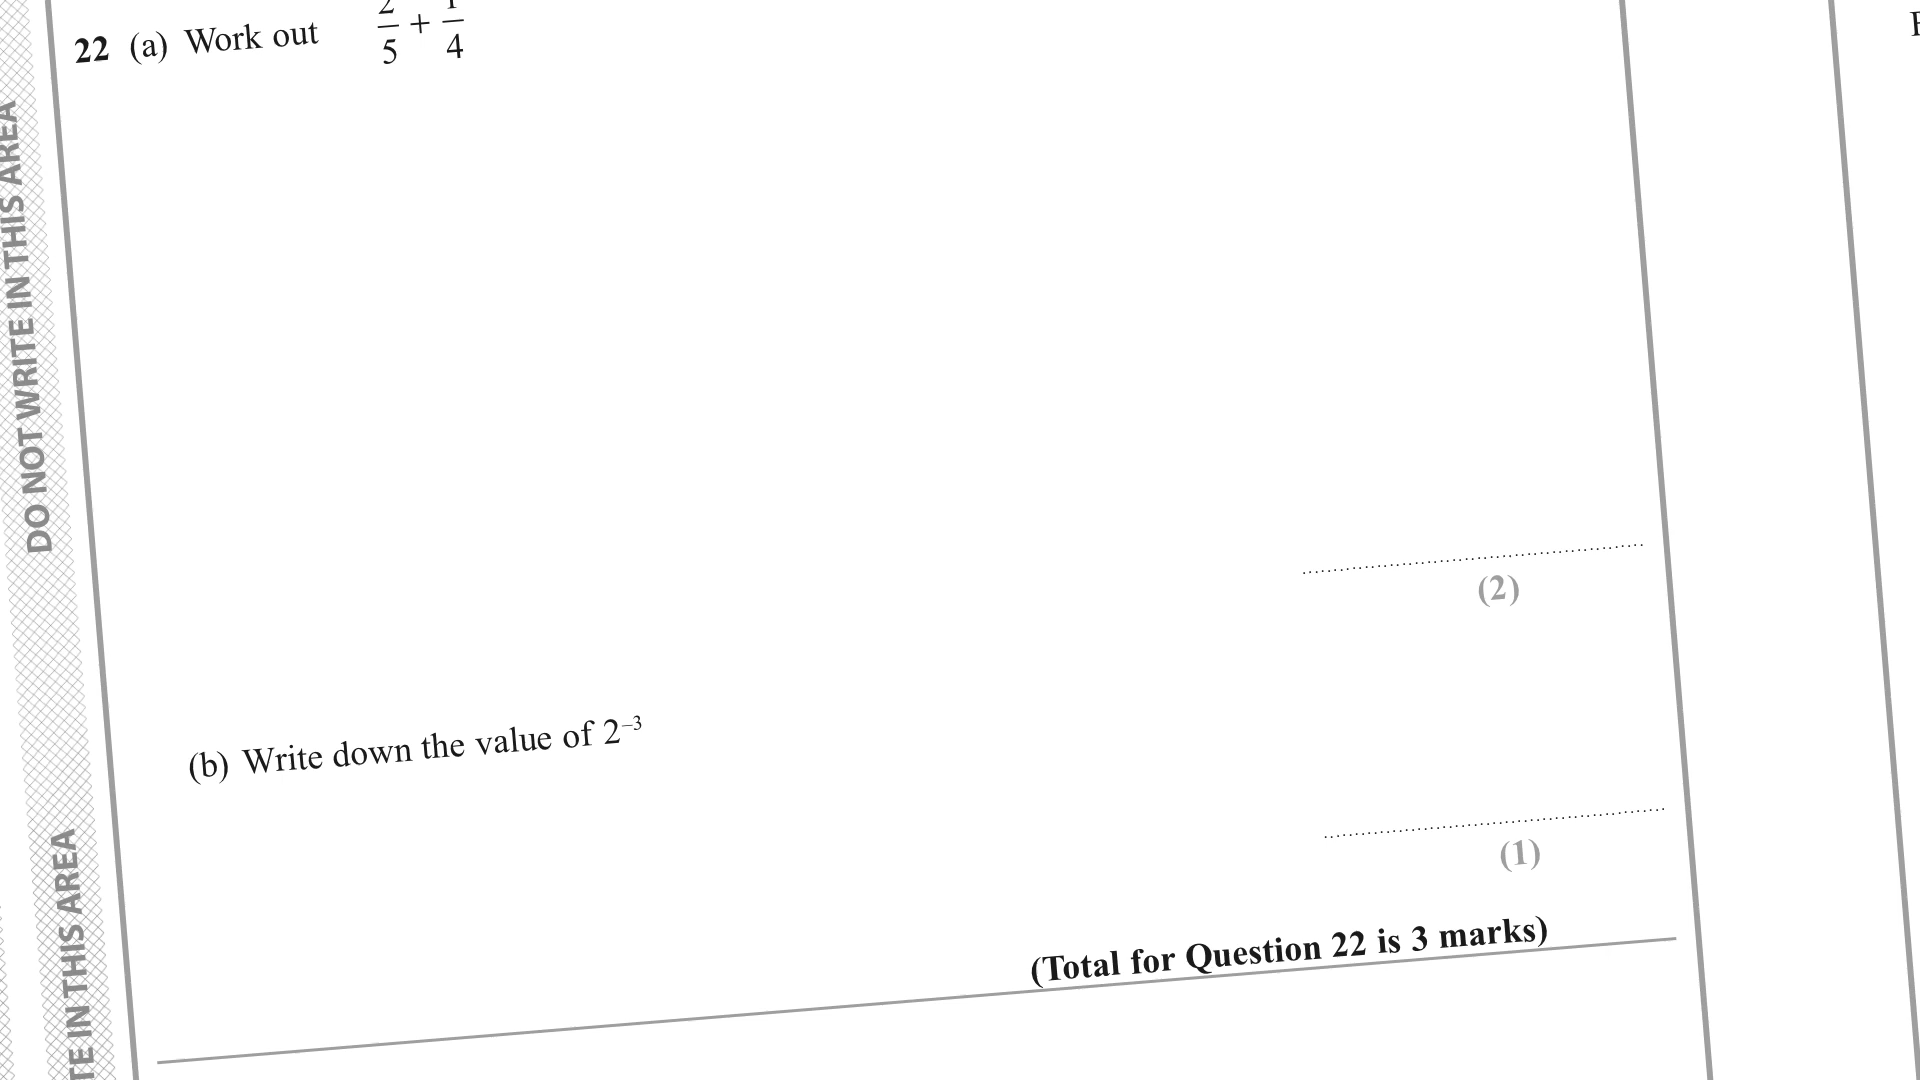 22 (a) Work out 2/5 + 1/4
(2)
(b) Write down the value of 2⁻³
(1)
(Total for Question 22 is 3 marks)
DO NOT WRITE IN THIS AREA
IN THIS AREA